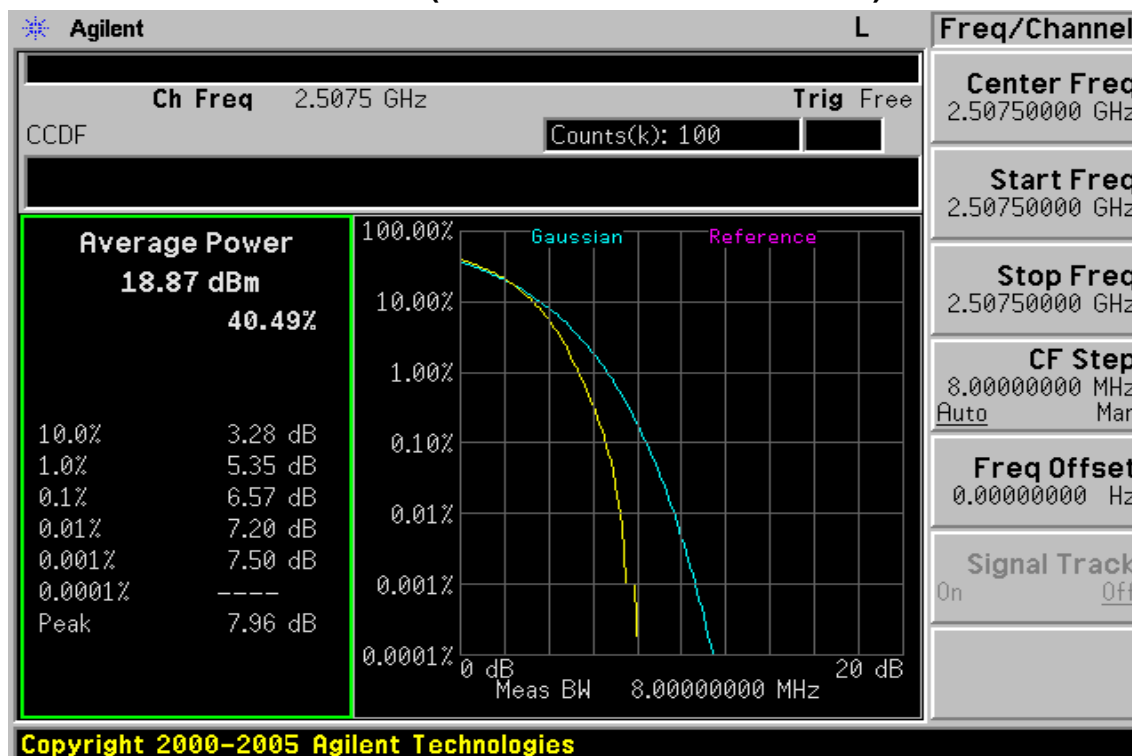 Agilent L
Freq/Channel
Ch Freq 2.5075 GHz Trig Free
CCDF Counts(k): 100
Average Power
18.87 dBm
40.49%
10.0% 3.28 dB
1.0% 5.35 dB
0.1% 6.57 dB
0.01% 7.20 dB
0.001% 7.50 dB
0.0001% ----
Peak 7.96 dB
Gaussian Reference
100.00%
10.00%
1.00%
0.10%
0.01%
0.001%
0.0001%
0 dB 20 dB
Meas BW 8.00000000 MHz
Center Freq
2.50750000 GHz
Start Freq
2.50750000 GHz
Stop Freq
2.50750000 GHz
CF Step
8.00000000 MHz
Auto Man
Freq Offset
0.00000000 Hz
Signal Track
On Off
Copyright 2000-2005 Agilent Technologies